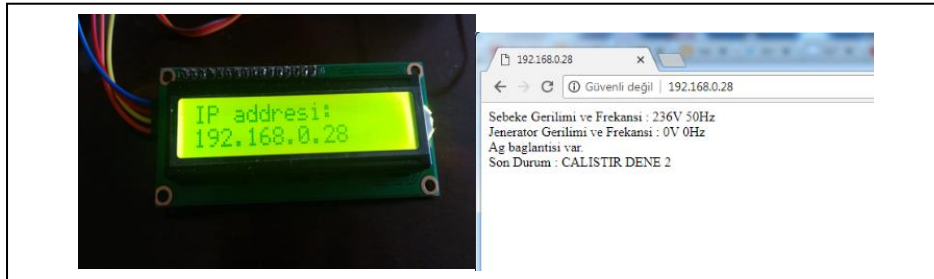 IP addresi:
192.168.0.28
192.168.0.28
Güvenli değil | 192.168.0.28
Sebeke Gerilimi ve Frekansi : 236V 50Hz
Jenerator Gerilimi ve Frekansi : 0V 0Hz
Ag baglantisi var.
Son Durum : CALISTIR DENE 2